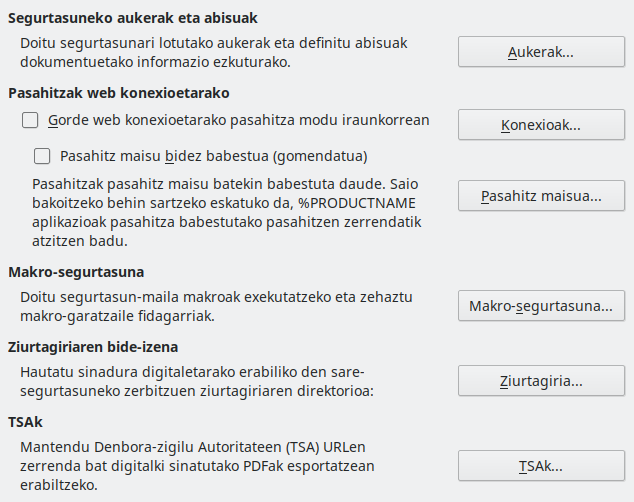 Segurtasuneko aukerak eta abisuak
Doitu segurtasunari lotutako aukerak eta definitu abisuak
dokumentuetako informazio ezkuturako.
Aukerak...
Pasahitzak web konexioetarako
Gorde web konexioetarako pasahitza modu iraunkorrean
Konexioak...
Pasahitz maisu bidez babestua (gomendatua)
Pasahitzak pasahitz maisu batekin babestuta daude. Saio
bakoitzeko behin sartzeko eskatuko da, %PRODUCTNAME
aplikazioak pasahitza babestutako pasahitzen zerrendatik
atzitzen badu.
Pasahitz maisua...
Makro-segurtasuna
Doitu segurtasun-maila makroak exekutatzeko eta zehaztu
makro-garatzaile fidagarriak.
Makro-segurtasuna...
Ziurtagiriaren bide-izena
Hautatu sinadura digitaletarako erabiliko den sare-
segurtasuneko zerbitzuen ziurtagiriaren direktorioa:
Ziurtagiria...
TSAk
Mantendu Denbora-zigilu Autoritateen (TSA) URLen
zerrenda bat digitalki sinatutako PDFak esportatzean
erabiltzeko.
TSAk...